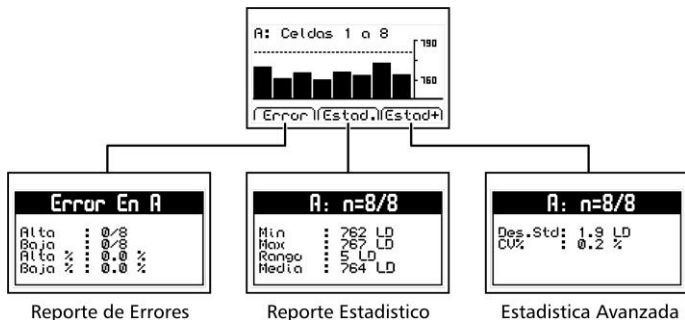 A: Celdas 1 a 8
790
760
Error
Estad.
Estad+
Error En A
Alta : 0/8
Baja : 0/8
Alta % : 0.0 %
Baja % : 0.0 %
Reporte de Errores
A: n=8/8
Min : 762 LD
Max : 767 LD
Rango : 5 LD
Media : 764 LD
Reporte Estadistico
A: n=8/8
Des.Std: 1.9 LD
CV% : 0.2 %
Estadistica Avanzada